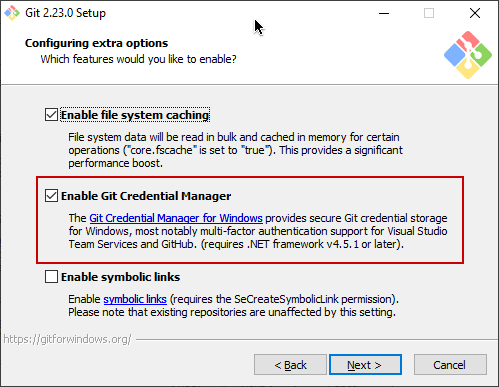 Git 2.23.0 Setup
Configuring extra options
Which features would you like to enable?
Enable file system caching
File system data will be read in bulk and cached in memory for certain
operations ("core.fscache" is set to "true"). This provides a significant
performance boost.
Enable Git Credential Manager
The Git Credential Manager for Windows provides secure Git credential storage
for Windows, most notably multi-factor authentication support for Visual Studio
Team Services and GitHub. (requires .NET framework v4.5.1 or later).
Enable symbolic links
Enable symbolic links (requires the SeCreateSymbolicLink permission).
Please note that existing repositories are unaffected by this setting.
https://gitforwindows.org/
< Back
Next >
Cancel